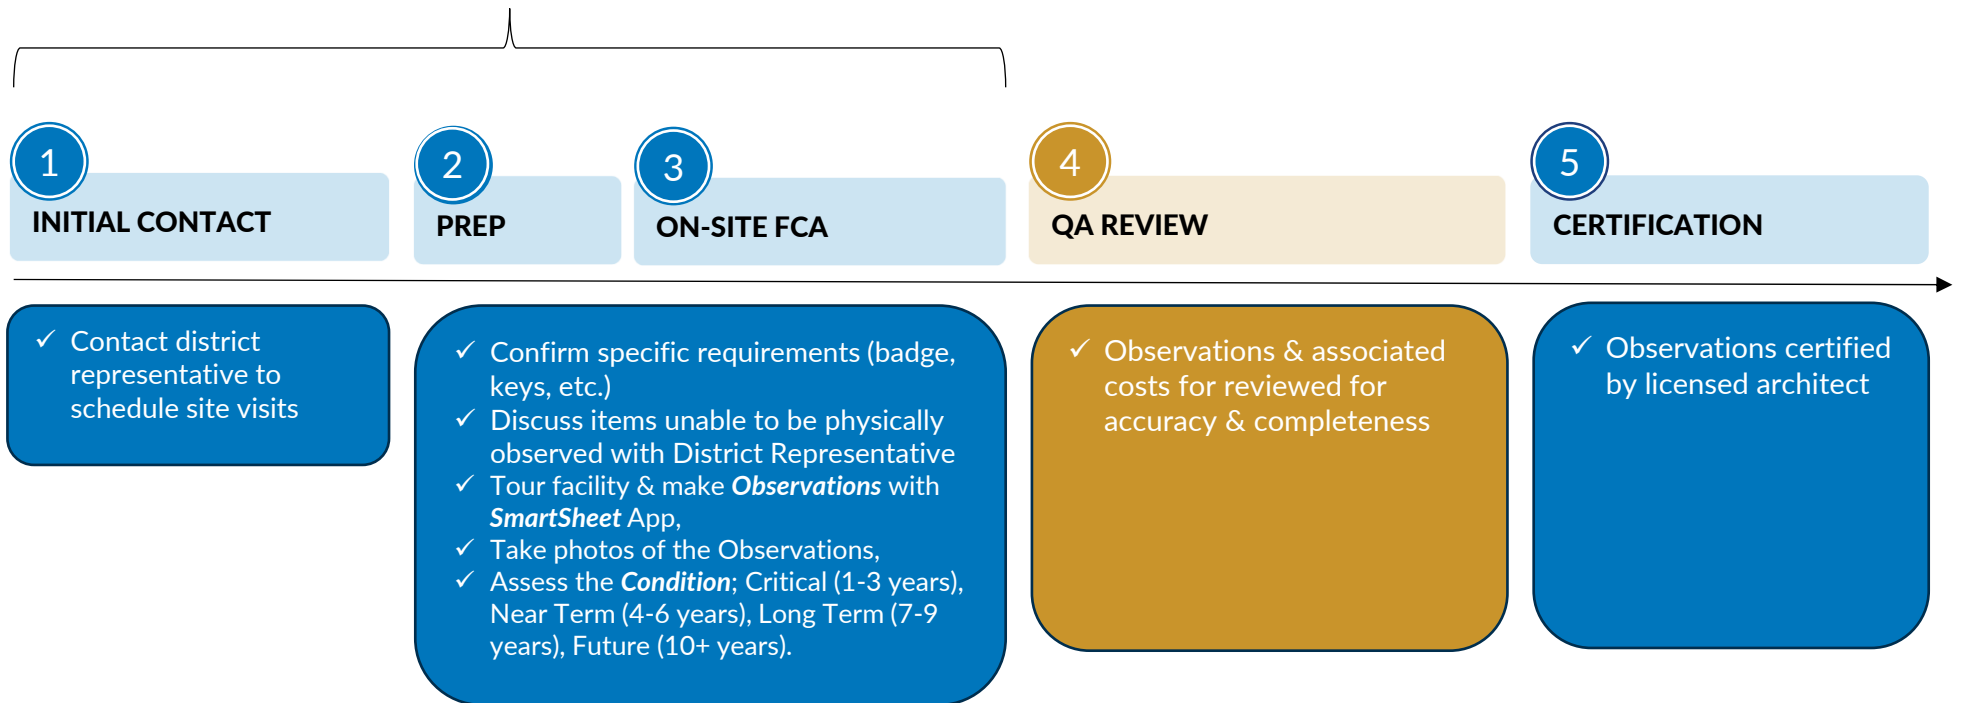 1
INITIAL CONTACT
2
PREP
3
ON-SITE FCA
4
QA REVIEW
5
CERTIFICATION
✓ Contact district
representative to
schedule site visits
✓ Confirm specific requirements (badge,
keys, etc.)
✓ Discuss items unable to be physically
observed with District Representative
✓ Tour facility & make Observations with
SmartSheet App,
✓ Take photos of the Observations,
✓ Assess the Condition; Critical (1-3 years),
Near Term (4-6 years), Long Term (7-9
years), Future (10+ years).
✓ Observations & associated
costs for reviewed for
accuracy & completeness
✓ Observations certified
by licensed architect